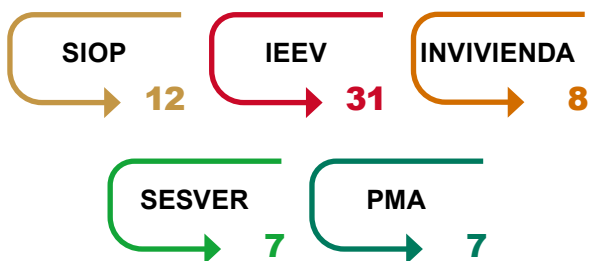 SIOP
12
IEEV
31
INVIVIENDA
8
SESVER
7
PMA
7